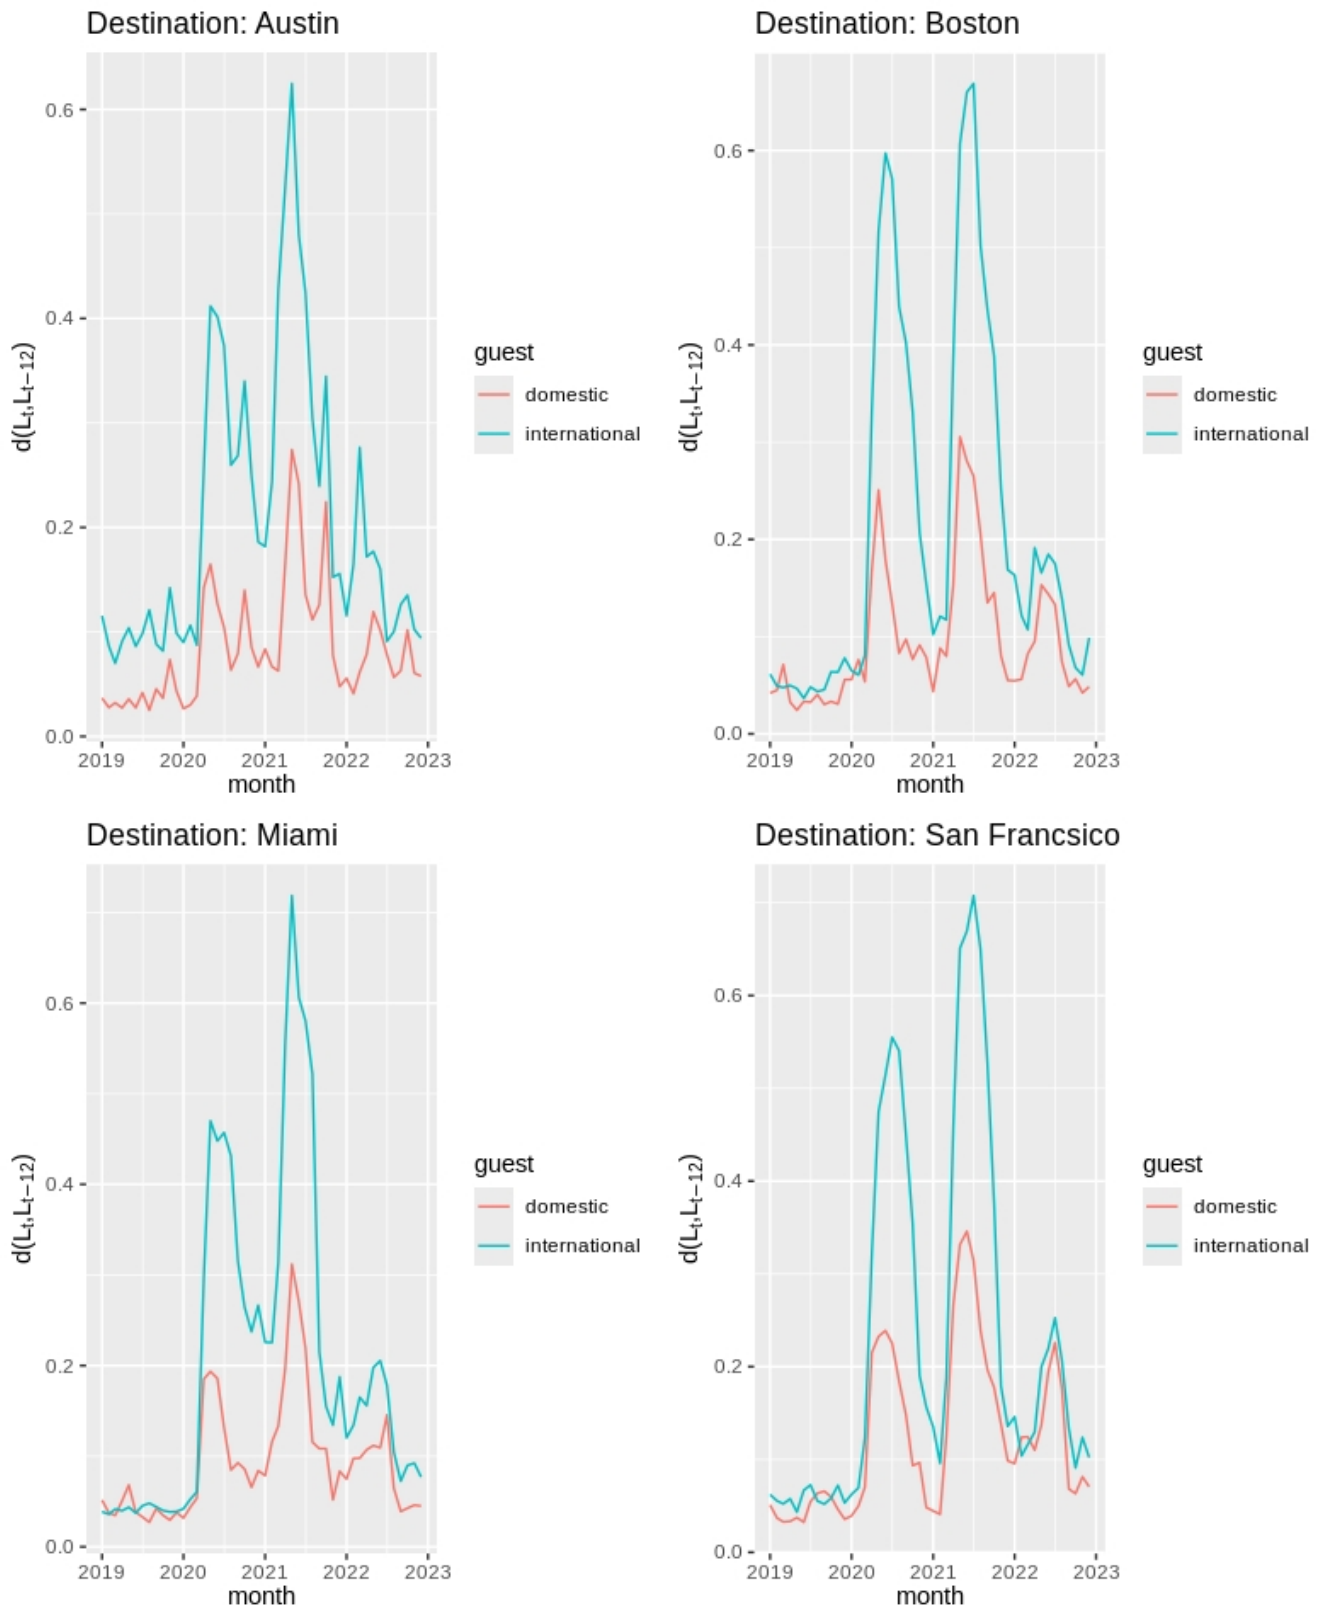 Destination: Austin
0.6
0.4
0.2
0.0
d(Lt,Lt−12)
2019 2020 2021 2022 2023
month
guest
domestic
international
Destination: Boston
0.6
0.4
0.2
0.0
d(Lt,Lt−12)
2019 2020 2021 2022 2023
month
guest
domestic
international
Destination: Miami
0.6
0.4
0.2
0.0
d(Lt,Lt−12)
2019 2020 2021 2022 2023
month
guest
domestic
international
Destination: San Francsico
0.6
0.4
0.2
0.0
d(Lt,Lt−12)
2019 2020 2021 2022 2023
month
guest
domestic
international